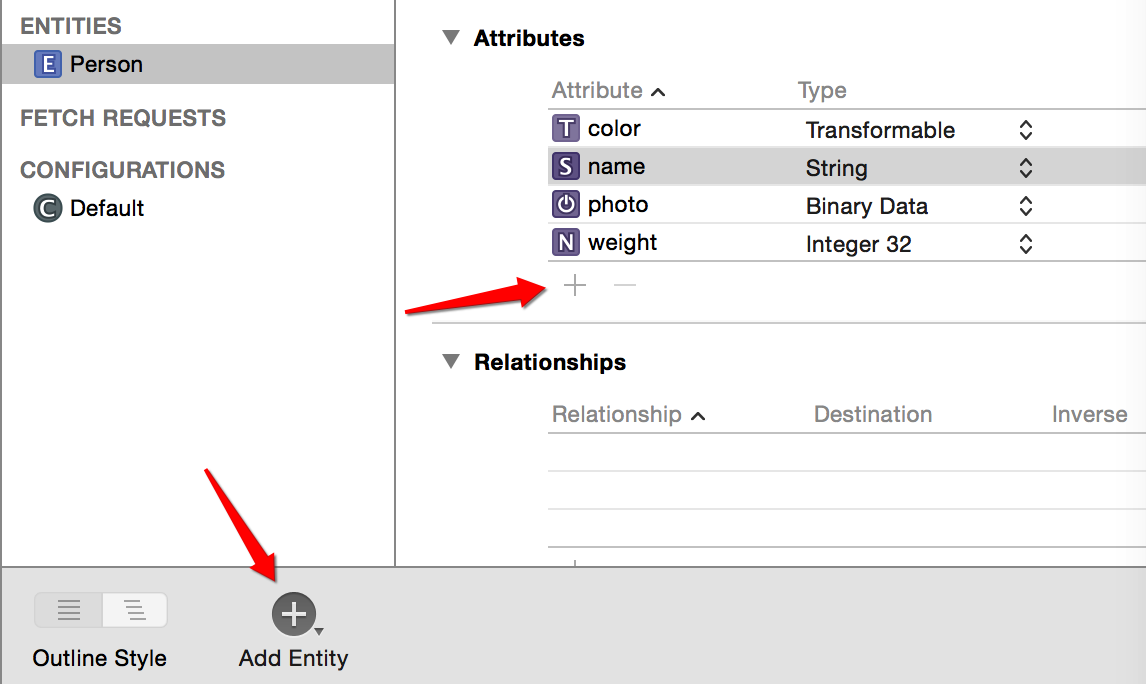 ENTITIES
E Person
FETCH REQUESTS
CONFIGURATIONS
C Default
Attributes
Attribute Type
T color Transformable
S name String
photo Binary Data
N weight Integer 32
Relationships
Relationship Destination Inverse
Outline Style Add Entity